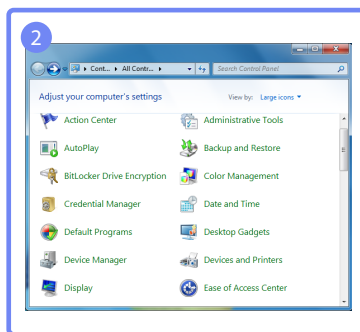 2
Cont... All Contr...
Search Control Panel
Adjust your computer's settings
View by: Large icons
Action Center
Administrative Tools
AutoPlay
Backup and Restore
BitLocker Drive Encryption
Color Management
Credential Manager
Date and Time
Default Programs
Desktop Gadgets
Device Manager
Devices and Printers
Display
Ease of Access Center